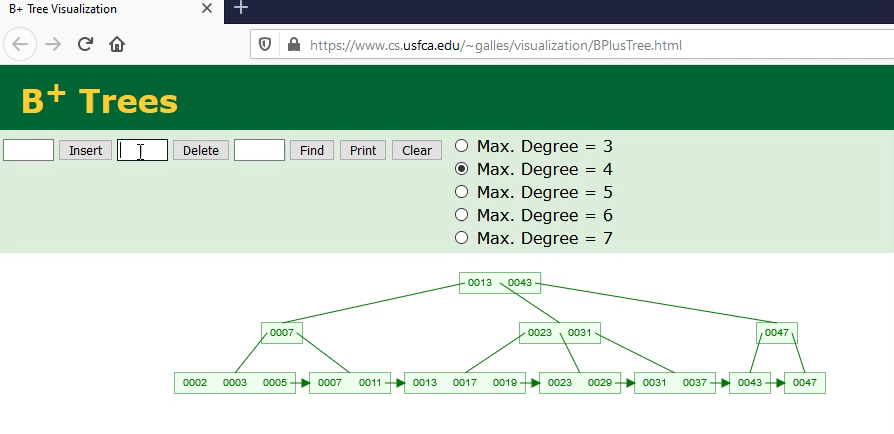 B+ Tree Visualization
https://www.cs.usfca.edu/~galles/visualization/BPlusTree.html
B+ Trees
Insert Delete Find Print Clear
Max. Degree = 3
Max. Degree = 4
Max. Degree = 5
Max. Degree = 6
Max. Degree = 7
0013 0043
0007 0023 0031 0047
0002 0003 0005 0007 0011 0013 0017 0019 0023 0029 0031 0037 0043 0047